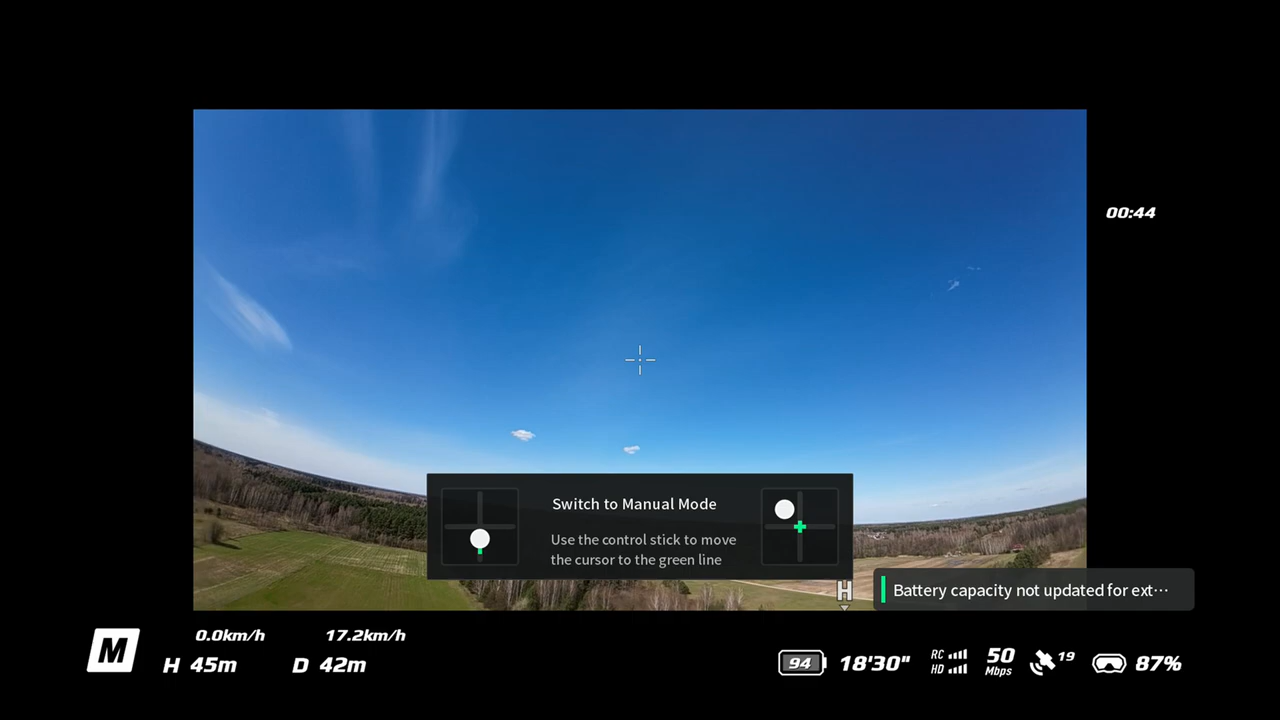 00:44
Switch to Manual Mode
Use the control stick to move
the cursor to the green line
H
Battery capacity not updated for ext···
M
0.0km/h 17.2km/h
H 45m D 42m
94
18'30"
RC
HD
50
Mbps
19
87%